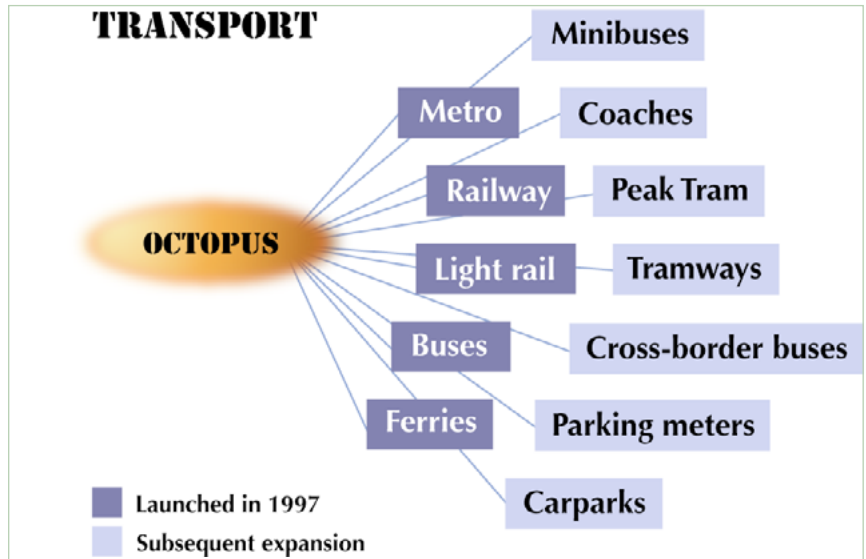 TRANSPORT
Minibuses
Metro
Coaches
Railway
Peak Tram
OCTOPUS
Light rail
Tramways
Buses
Cross-border buses
Ferries
Parking meters
Carparks
Launched in 1997
Subsequent expansion